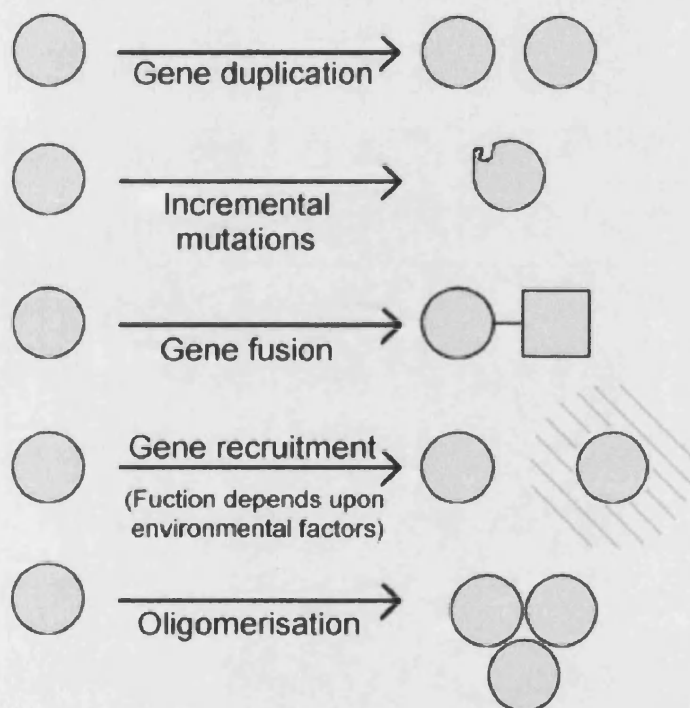 Gene duplication
Incremental
mutations
Gene fusion
Gene recruitment
(Fuction depends upon
environmental factors)
Oligomerisation